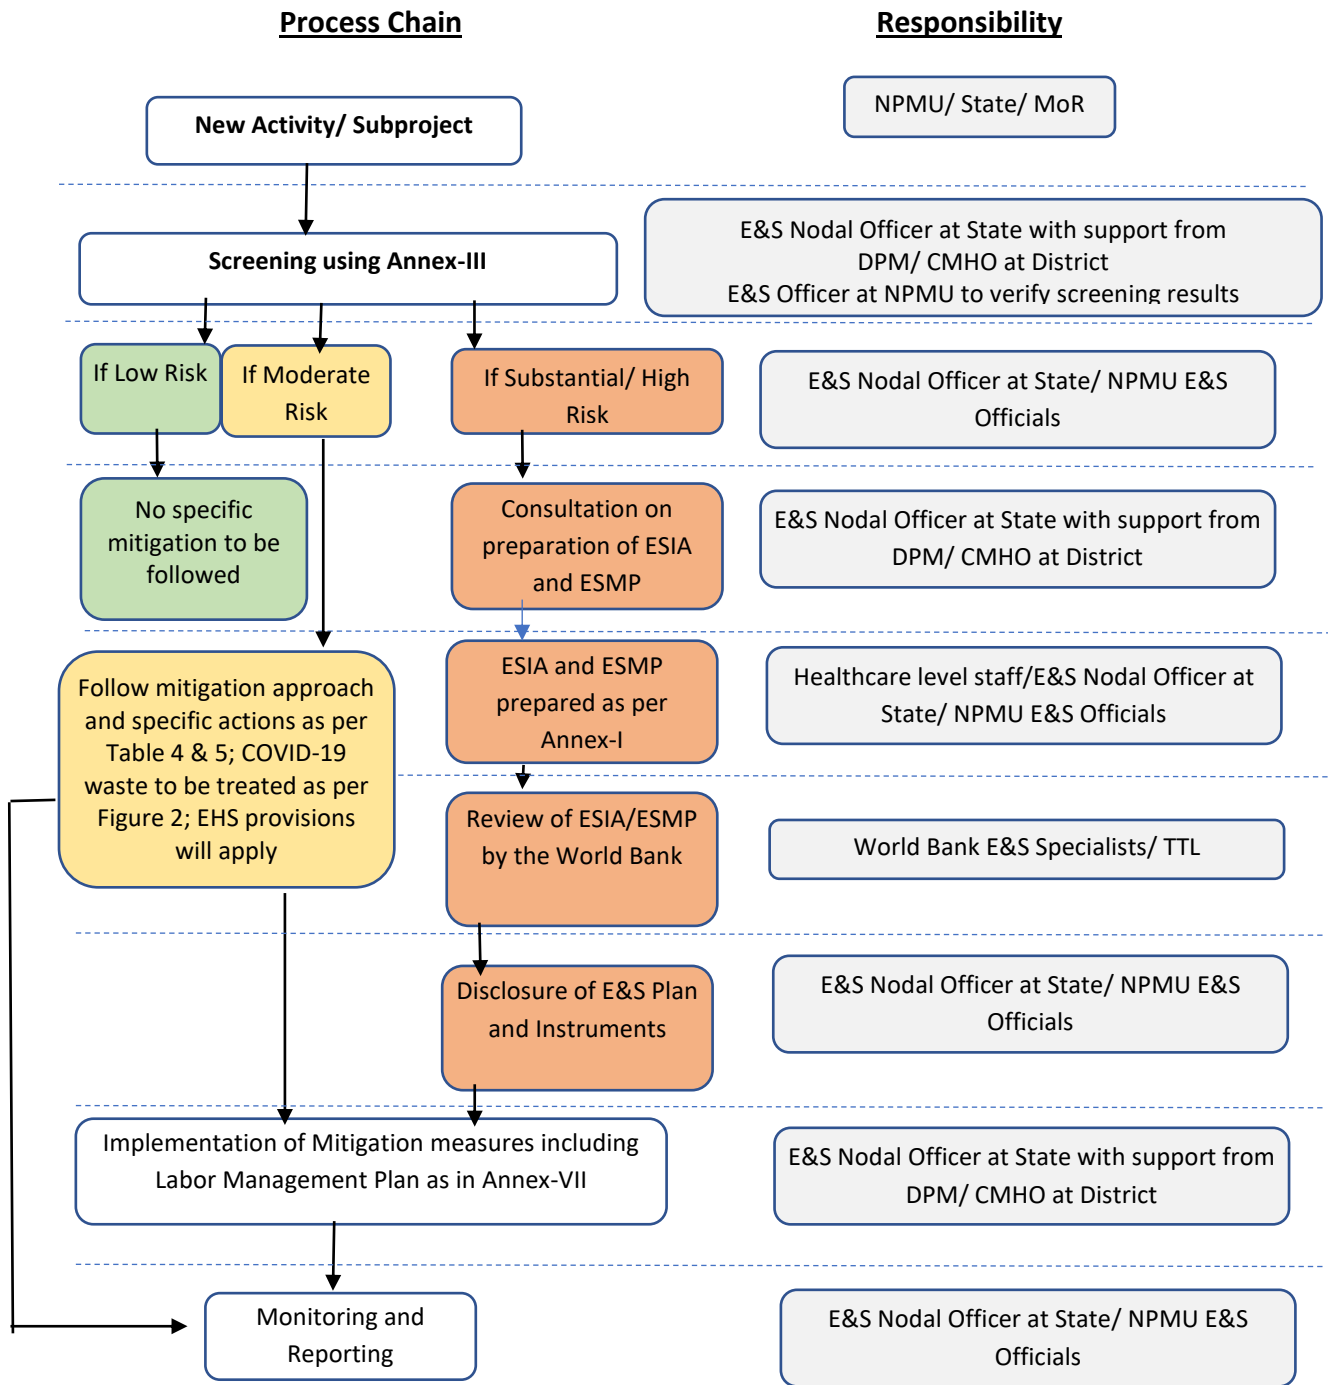 Process Chain
Responsibility
New Activity/ Subproject
NPMU/ State/ MoR
Screening using Annex-III
E&S Nodal Officer at State with support from
DPM/ CMHO at District
E&S Officer at NPMU to verify screening results
If Low Risk
If Moderate
Risk
If Substantial/ High
Risk
E&S Nodal Officer at State/ NPMU E&S
Officials
No specific
mitigation to be
followed
Consultation on
preparation of ESIA
and ESMP
E&S Nodal Officer at State with support from
DPM/ CMHO at District
Follow mitigation approach
and specific actions as per
Table 4 & 5; COVID-19
waste to be treated as per
Figure 2; EHS provisions
will apply
ESIA and ESMP
prepared as per
Annex-I
Healthcare level staff/E&S Nodal Officer at
State/ NPMU E&S Officials
Review of ESIA/ESMP
by the World Bank
World Bank E&S Specialists/ TTL
Disclosure of E&S Plan
and Instruments
E&S Nodal Officer at State/ NPMU E&S
Officials
Implementation of Mitigation measures including
Labor Management Plan as in Annex-VII
E&S Nodal Officer at State with support from
DPM/ CMHO at District
Monitoring and
Reporting
E&S Nodal Officer at State/ NPMU E&S
Officials